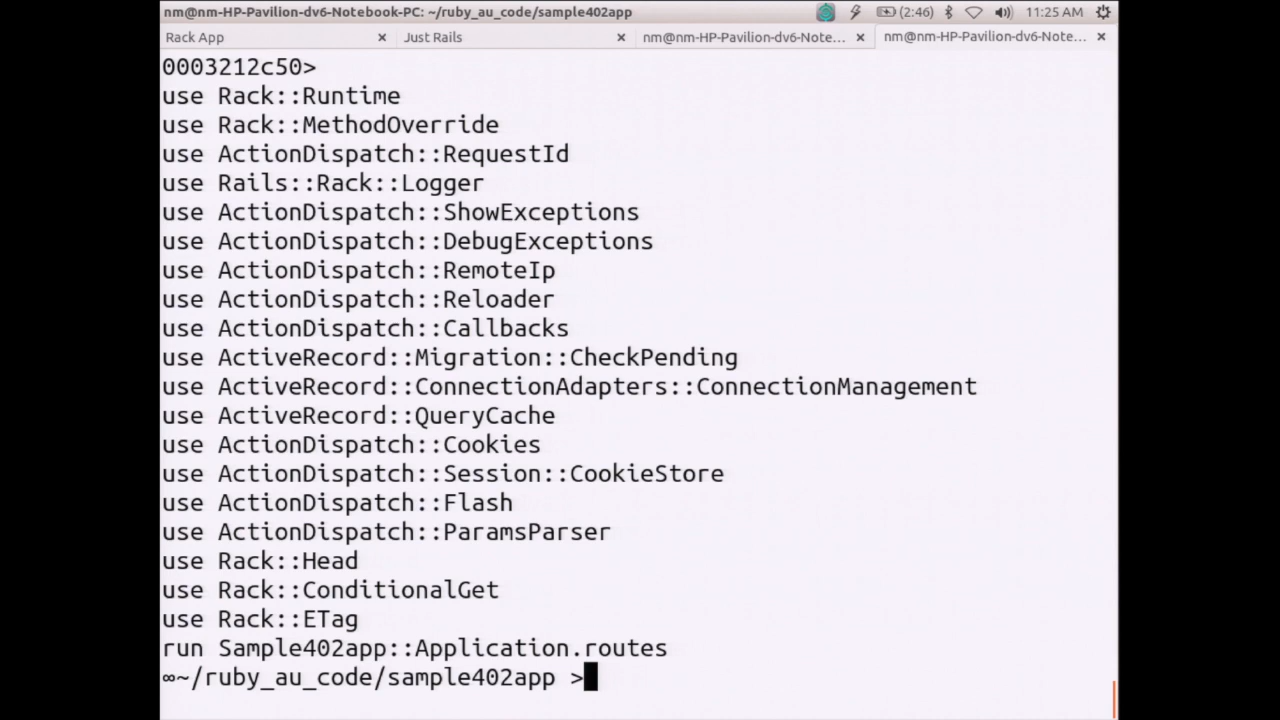 nm@nm-HP-Pavilion-dv6-Notebook-PC: ~/ruby_au_code/sample402app (2:46) 11:25 AM
Rack App × Just Rails × nm@nm-HP-Pavilion-dv6-Note... × nm@nm-HP-Pavilion-dv6-Note... ×
0003212c50>
use Rack::Runtime
use Rack::MethodOverride
use ActionDispatch::RequestId
use Rails::Rack::Logger
use ActionDispatch::ShowExceptions
use ActionDispatch::DebugExceptions
use ActionDispatch::RemoteIp
use ActionDispatch::Reloader
use ActionDispatch::Callbacks
use ActiveRecord::Migration::CheckPending
use ActiveRecord::ConnectionAdapters::ConnectionManagement
use ActiveRecord::QueryCache
use ActionDispatch::Cookies
use ActionDispatch::Session::CookieStore
use ActionDispatch::Flash
use ActionDispatch::ParamsParser
use Rack::Head
use Rack::ConditionalGet
use Rack::ETag
run Sample402app::Application.routes
∞~/ruby_au_code/sample402app >